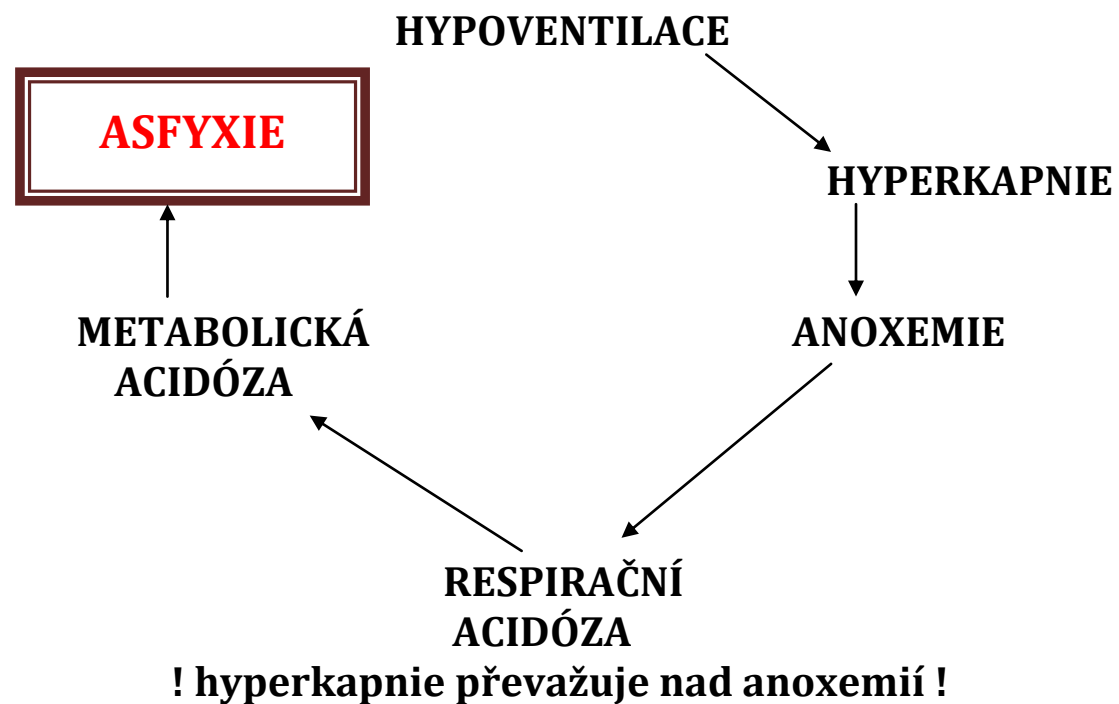 HYPOVENTILACE
ASFYXIE
HYPERKAPNIE
METABOLICKÁ
ACIDÓZA
ANOXEMIE
RESPIRAČNÍ
ACIDÓZA
! hyperkapnie převažuje nad anoxemií !